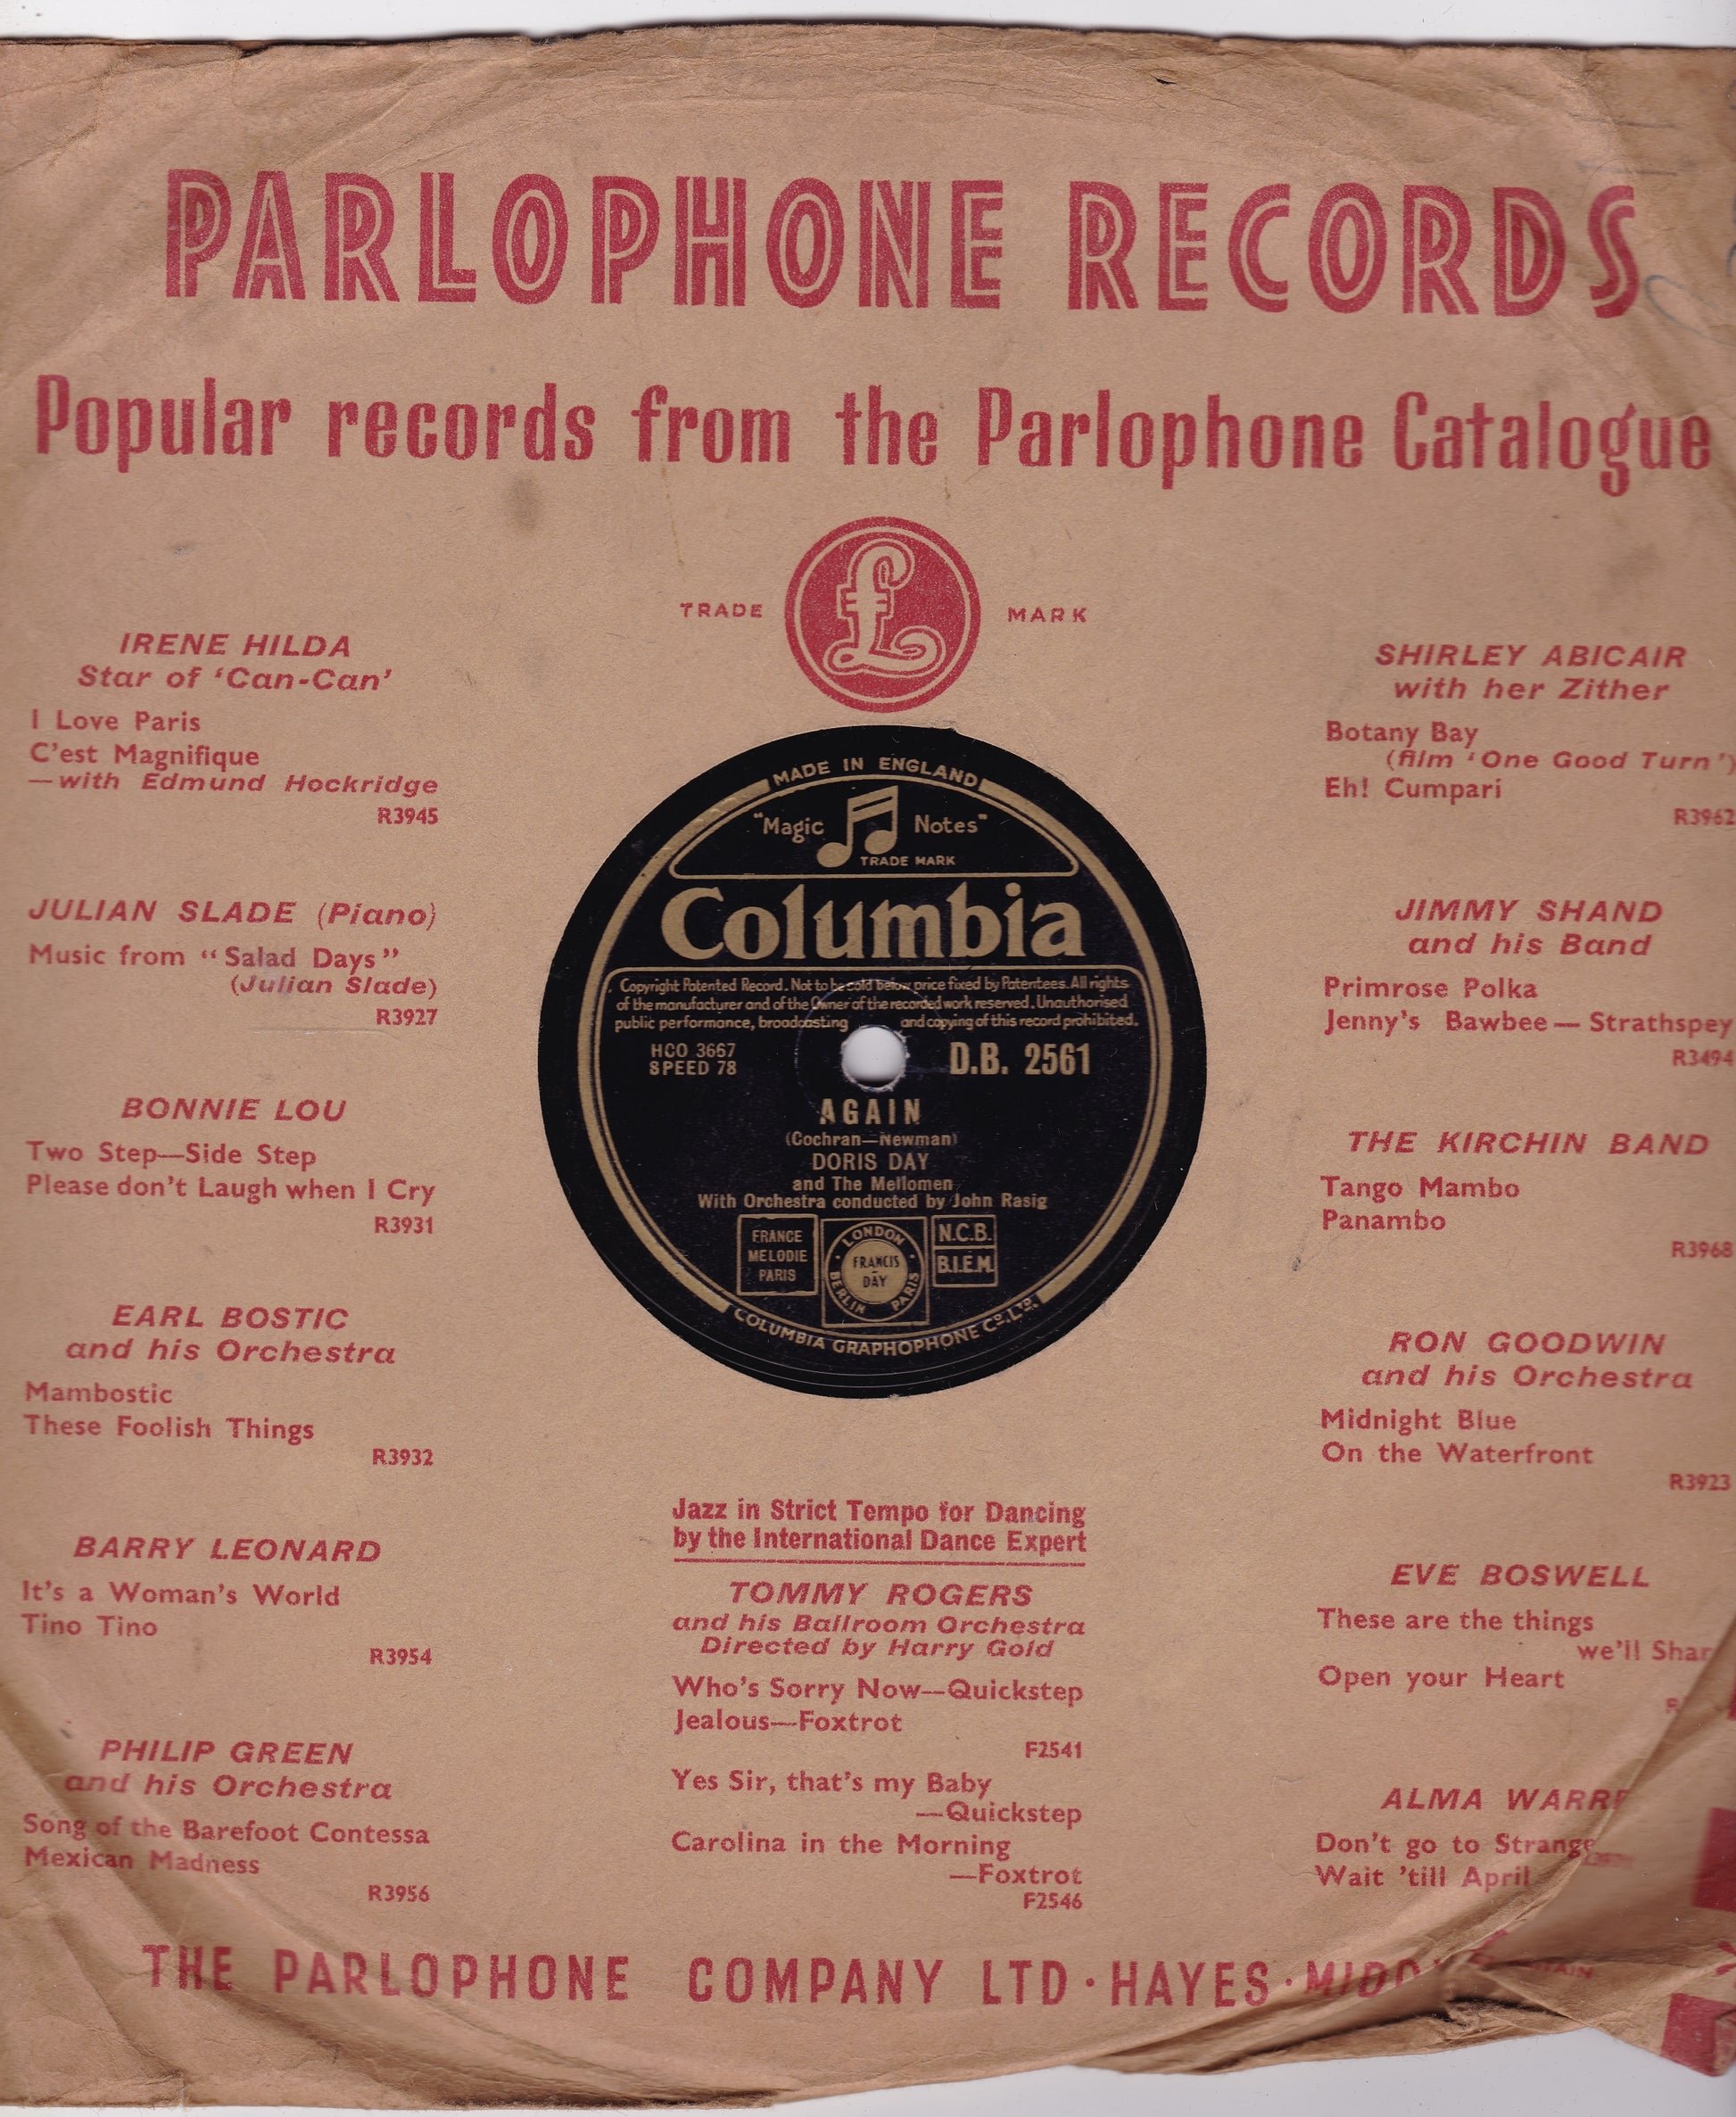 PARLOPHONE RECORDS
Popular records from the Parlophone Catalogue
TRADE £ MARK
IRENE HILDA
Star of ‘Can-Can’
I Love Paris
C’est Magnifique
—with Edmund Hockridge
R3945
JULIAN SLADE (Piano)
Music from “Salad Days”
(Julian Slade)
R3927
BONNIE LOU
Two Step—Side Step
Please don’t Laugh when I Cry
R3931
EARL BOSTIC
and his Orchestra
Mambostic
These Foolish Things
R3932
BARRY LEONARD
It’s a Woman’s World
Tino Tino
R3954
PHILIP GREEN
and his Orchestra
Song of the Barefoot Contessa
Mexican Madness
R3956
MADE IN ENGLAND
“Magic Notes”
TRADE MARK
Columbia
Copyright Patented Record. Not to be sold below price fixed by Patentees. All rights
of the manufacturer and of the Owner of the recorded work reserved. Unauthorised
public performance, broadcasting and copying of this record prohibited.
HCO 3667
SPEED 78
D.B. 2561
AGAIN
(Cochran—Newman)
DORIS DAY
and The Mellomen
With Orchestra conducted by John Rasig
FRANCE
MELODIE
PARIS
LONDON
FRANCIS
–
DAY
BERLIN PARIS
N.C.B.
B.I.E.M.
COLUMBIA GRAPHOPHONE CO. LTD.
Jazz in Strict Tempo for Dancing
by the International Dance Expert
TOMMY ROGERS
and his Ballroom Orchestra
Directed by Harry Gold
Who’s Sorry Now—Quickstep
Jealous—Foxtrot
F2541
Yes Sir, that’s my Baby
—Quickstep
Carolina in the Morning
—Foxtrot
F2546
SHIRLEY ABICAIR
with her Zither
Botany Bay
(film ‘One Good Turn’)
Eh! Cumpari
R3962
JIMMY SHAND
and his Band
Primrose Polka
Jenny’s Bawbee— Strathspey
R3494
THE KIRCHIN BAND
Tango Mambo
Panambo
R3968
RON GOODWIN
and his Orchestra
Midnight Blue
On the Waterfront
R3923
EVE BOSWELL
These are the things
we’ll Shar
Open your Heart
R
ALMA WARRE
Don’t go to Strange
Wait ’till April
THE PARLOPHONE COMPANY LTD · HAYES · MIDD